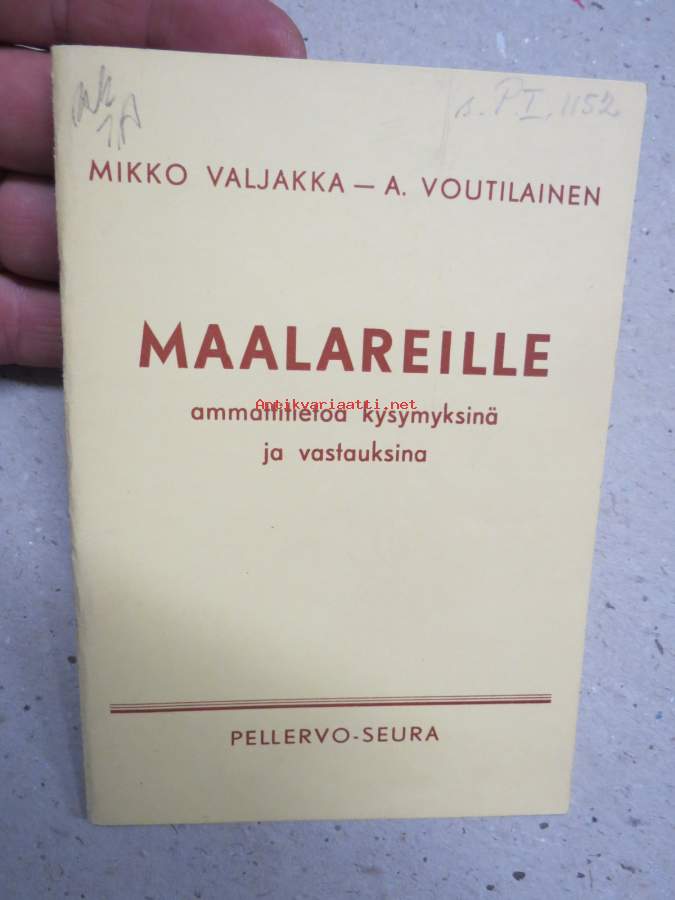 s. P.I. 1152
MIKKO VALJAKKA — A. VOUTILAINEN
MAALAREILLE
ammattitietoa kysymyksinä
Antikvariaatti.net
ja vastauksina
PELLERVO-SEURA